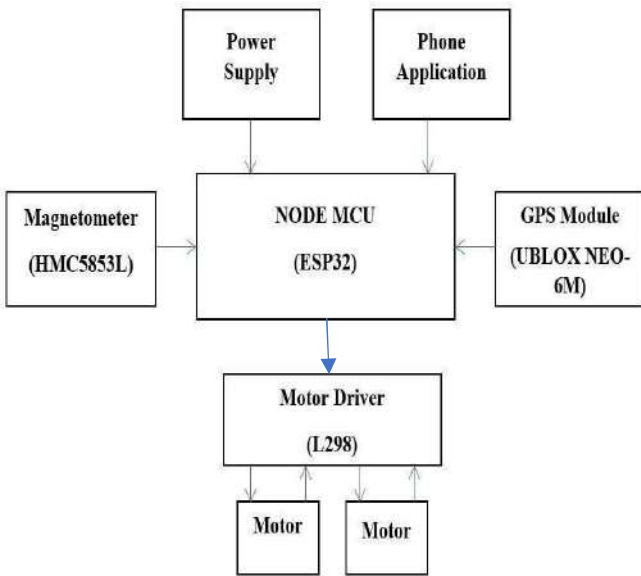 Power
Supply
Phone
Application
Magnetometer
(HMC5853L)
NODE MCU
(ESP32)
GPS Module
(UBLOX NEO-
6M)
Motor Driver
(L298)
Motor
Motor